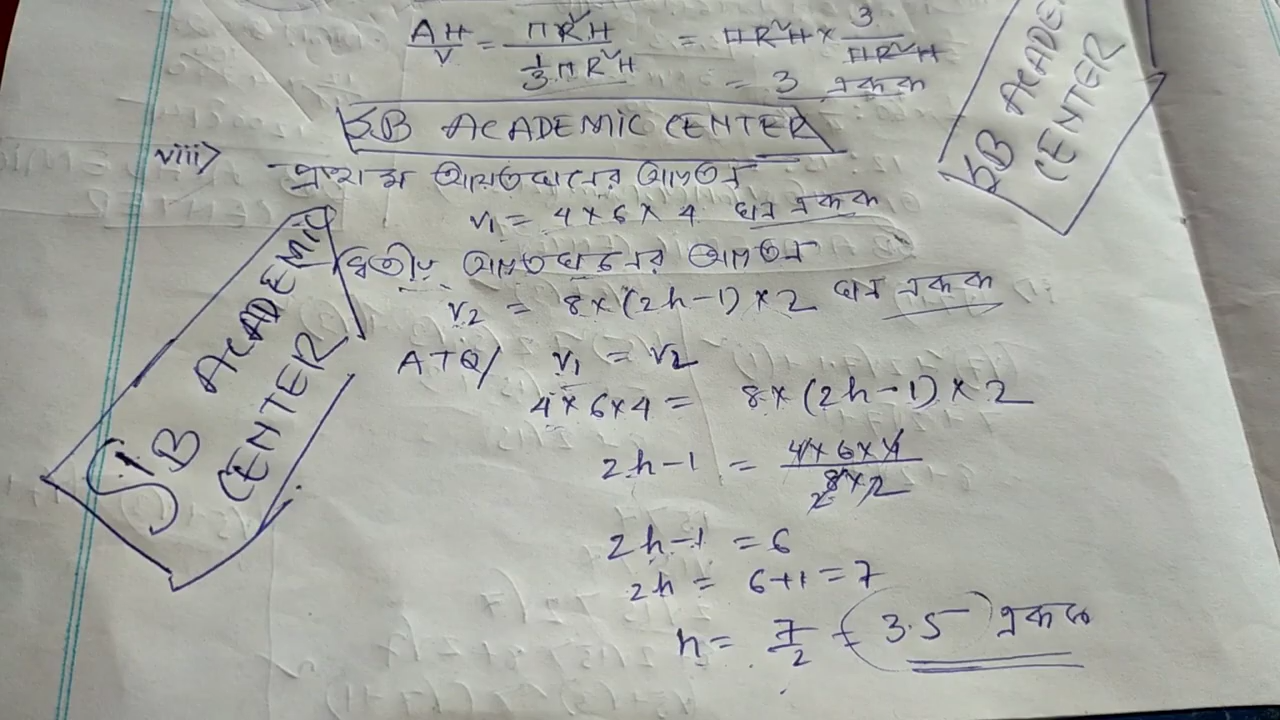 AH/V = πR²H / ⅓πR²H = πR²H × 3/πR²H
= 3 একক
SB ACADEMIC CENTER
SB ACADE
CENTER
viii> প্রথম আয়তঘনের আয়তন
V₁ = 4 × 6 × 4 ঘন একক
দ্বিতীয় আয়তঘনের আয়তন
V₂ = 8 × (2h-1) × 2 ঘন একক
SB ACADEMIC
CENTER
ATQ/ V₁ = V₂
4 × 6 × 4 = 8 × (2h-1) × 2
2h-1 = 4×6×4 / 8×2
2
2h-1 = 6
2h = 6+1 = 7
h = 7/2 = 3.5 একক